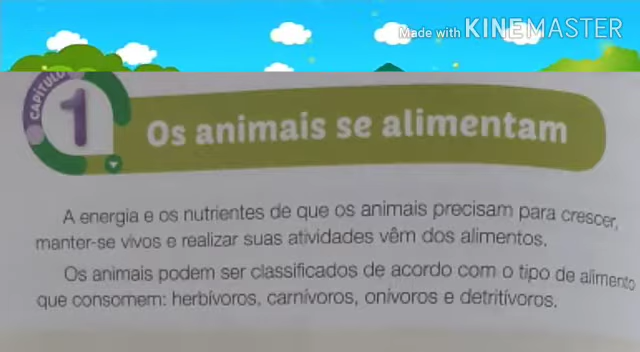 Made with KINEMASTER
CAPÍTULO
1
Os animais se alimentam
A energia e os nutrientes de que os animais precisam para crescer,
manter-se vivos e realizar suas atividades vêm dos alimentos.
Os animais podem ser classificados de acordo com o tipo de alimento
que consomem: herbívoros, carnívoros, onívoros e detritívoros.